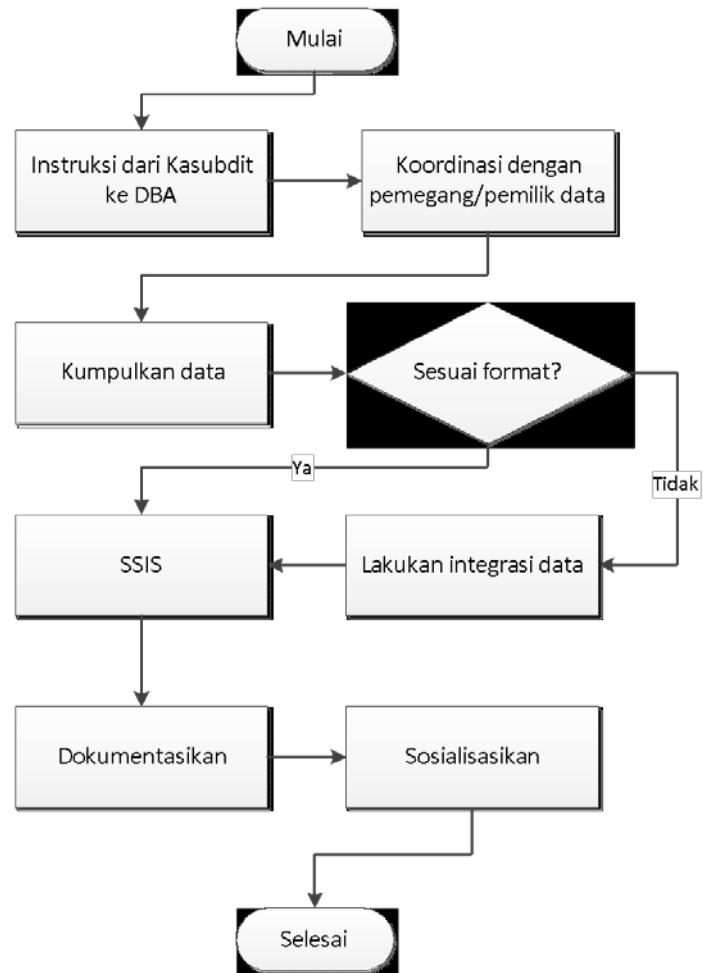 Mulai
Instruksi dari Kasubdit
ke DBA
Koordinasi dengan
pemegang/pemilik data
Kumpulkan data
Sesuai format?
Ya
Tidak
SSIS
Lakukan integrasi data
Dokumentasikan
Sosialisasikan
Selesai